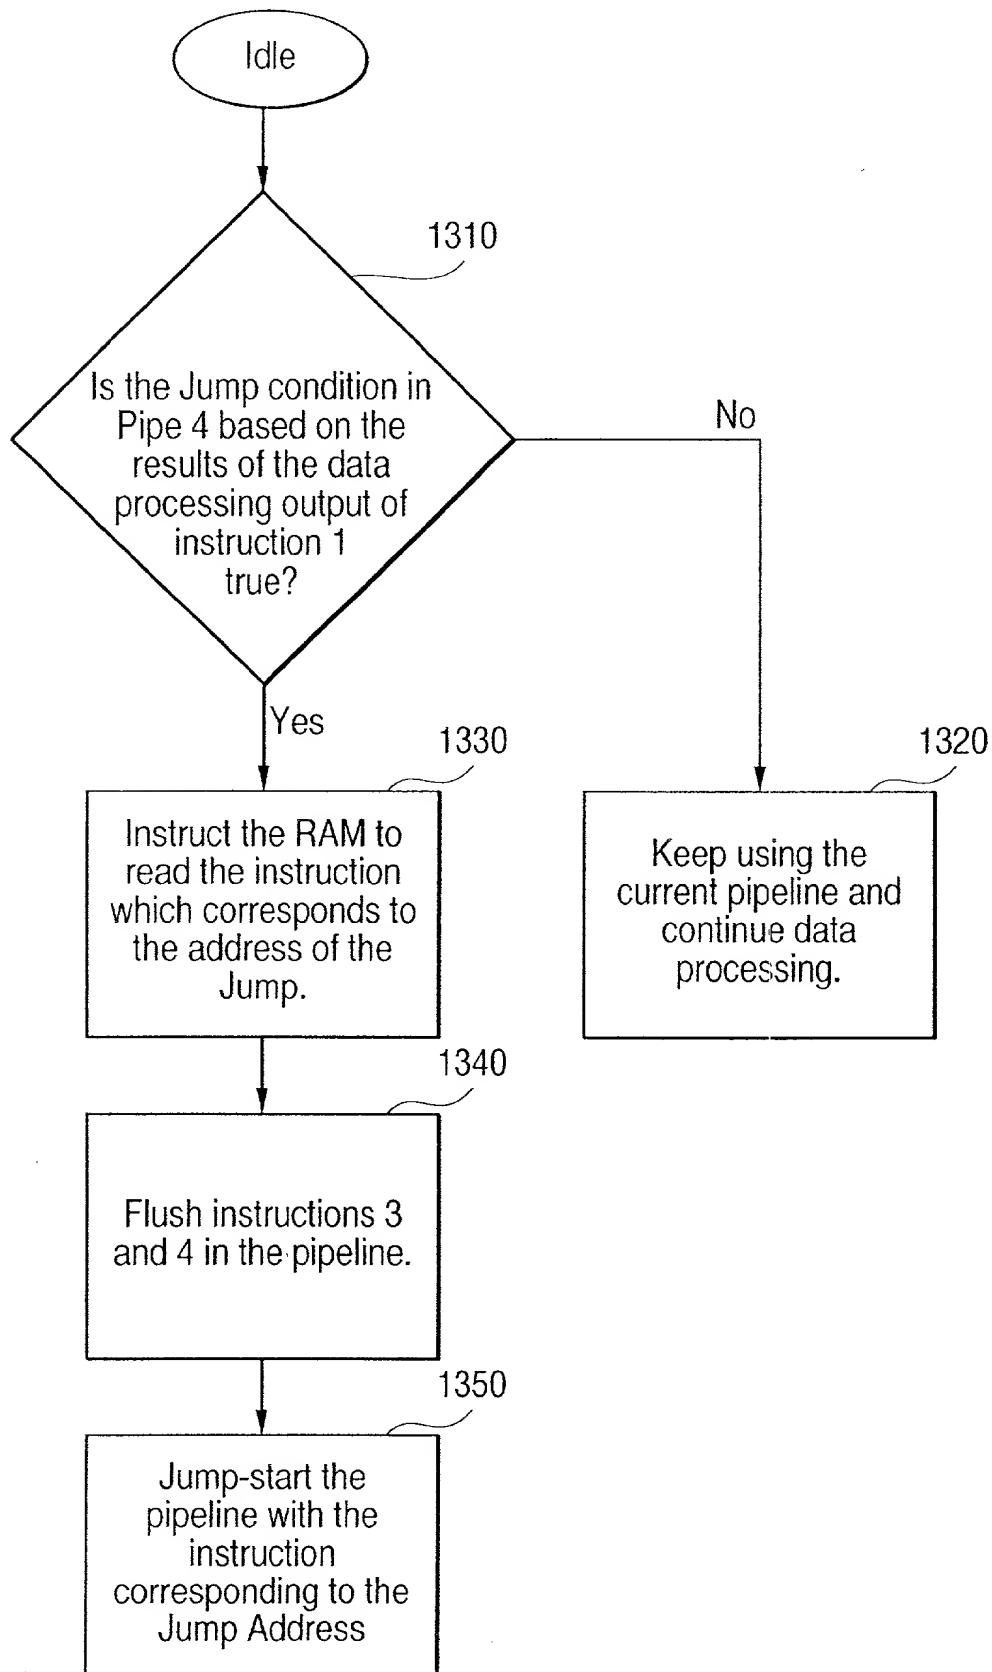 Idle
1310
Is the Jump condition in
Pipe 4 based on the
results of the data
processing output of
instruction 1
true?
No
Yes
1330
1320
Instruct the RAM to
read the instruction
which corresponds to
the address of the
Jump.
Keep using the
current pipeline and
continue data
processing.
1340
Flush instructions 3
and 4 in the pipeline.
1350
Jump-start the
pipeline with the
instruction
corresponding to the
Jump Address